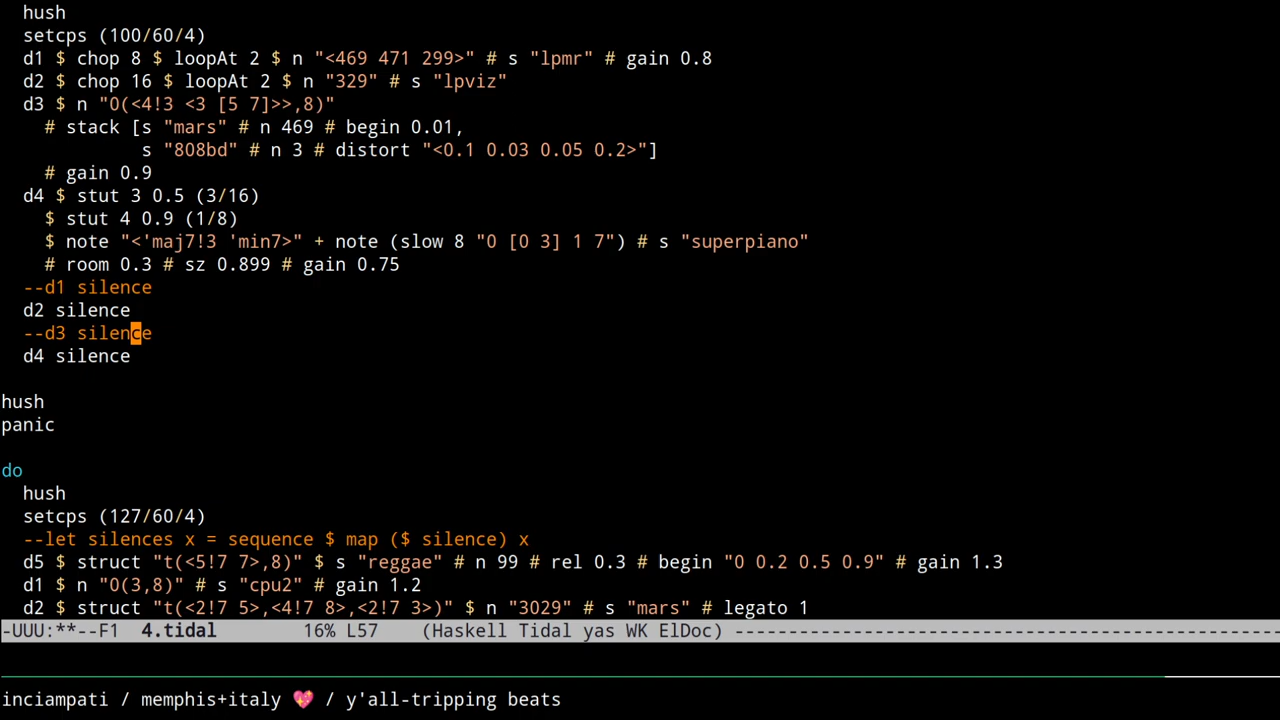 hush
setcps (100/60/4)
d1 $ chop 8 $ loopAt 2 $ n "<469 471 299>" # s "lpmr" # gain 0.8
d2 $ chop 16 $ loopAt 2 $ n "329" # s "lpviz"
d3 $ n "0(<4!3 <3 [5 7]>>,8)"
# stack [s "mars" # n 469 # begin 0.01,
s "808bd" # n 3 # distort "<0.1 0.03 0.05 0.2>"]
# gain 0.9
d4 $ stut 3 0.5 (3/16)
$ stut 4 0.9 (1/8)
$ note "<'maj7!3 'min7>" + note (slow 8 "0 [0 3] 1 7") # s "superpiano"
# room 0.3 # sz 0.899 # gain 0.75
--d1 silence
d2 silence
--d3 silence
d4 silence
hush
panic
do
hush
setcps (127/60/4)
--let silences x = sequence $ map ($ silence) x
d5 $ struct "t(<5!7 7>,8)" $ s "reggae" # n 99 # rel 0.3 # begin "0 0.2 0.5 0.9" # gain 1.3
d1 $ n "0(3,8)" # s "cpu2" # gain 1.2
d2 $ struct "t(<2!7 5>,<4!7 8>,<2!7 3>)" $ n "3029" # s "mars" # legato 1
-UUU:**--F1 4.tidal 16% L57 (Haskell Tidal yas WK ElDoc) ---------------------------------------------------
inciampati / memphis+italy 💖 / y'all-tripping beats